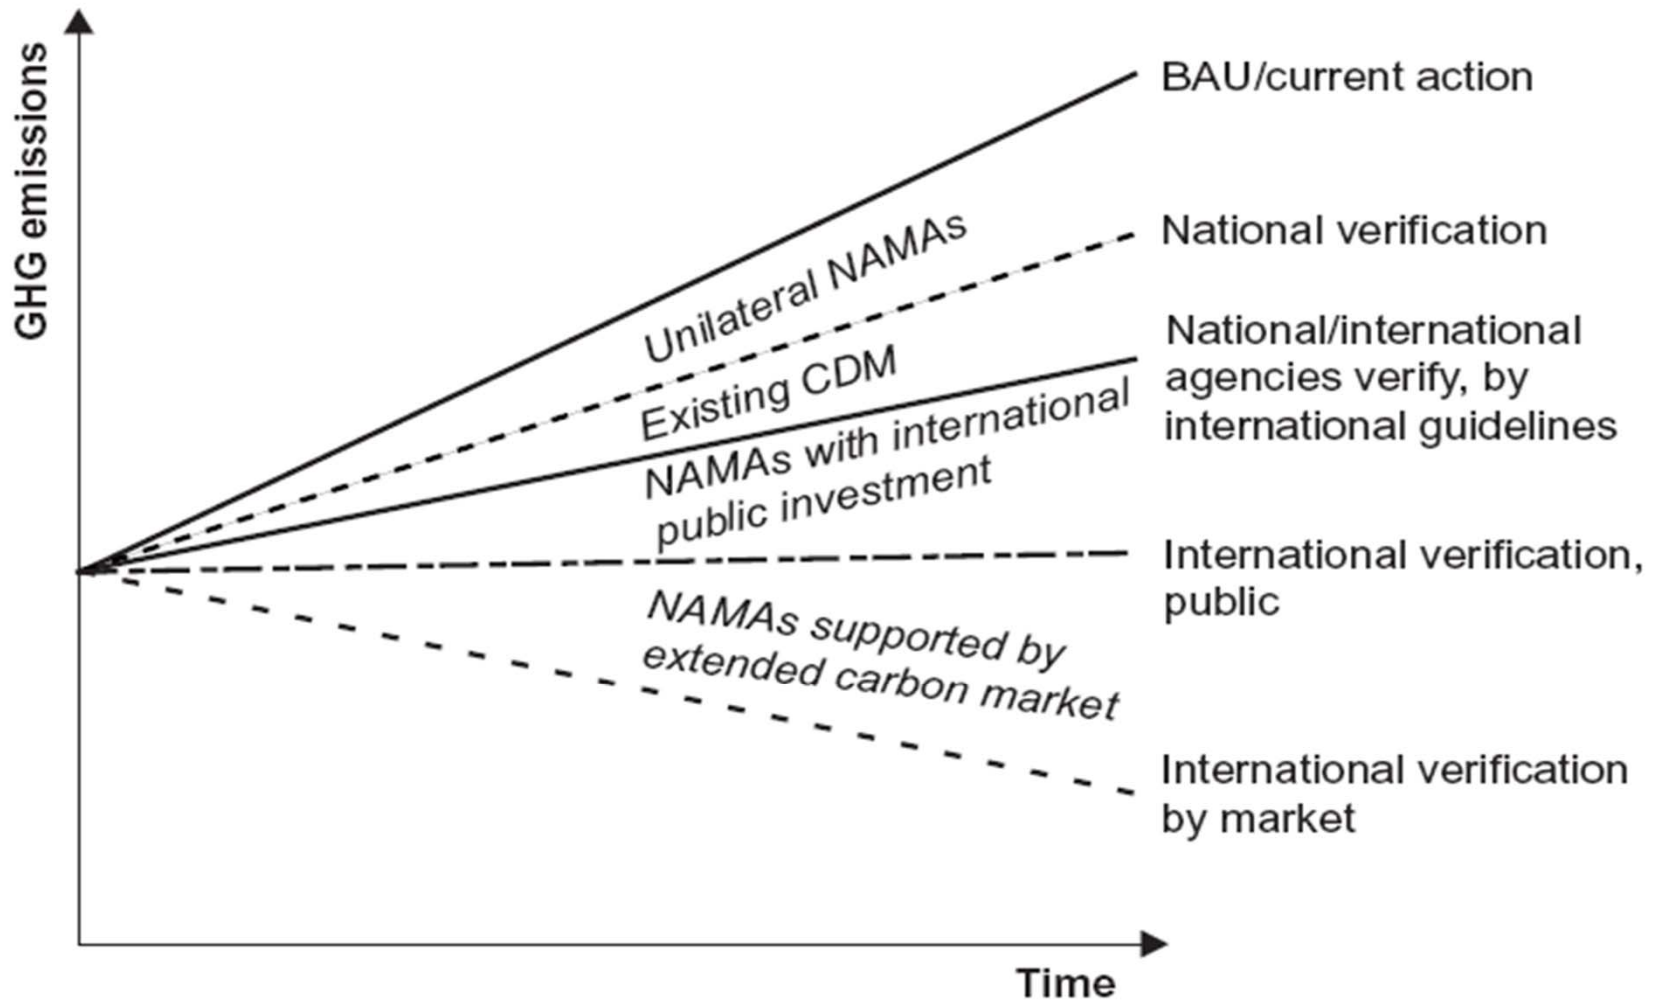 GHG emissions
BAU/current action
Unilateral NAMAs
National verification
Existing CDM
National/international
agencies verify, by
international guidelines
NAMAs with international
public investment
International verification,
public
NAMAs supported by
extended carbon market
International verification
by market
Time